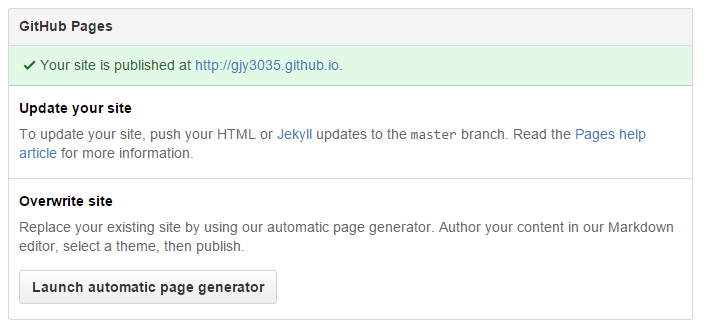 GitHub Pages
Your site is published at http://gjy3035.github.io.
Update your site
To update your site, push your HTML or Jekyll updates to the master branch. Read the Pages help
article for more information.
Overwrite site
Replace your existing site by using our automatic page generator. Author your content in our Markdown
editor, select a theme, then publish.
Launch automatic page generator